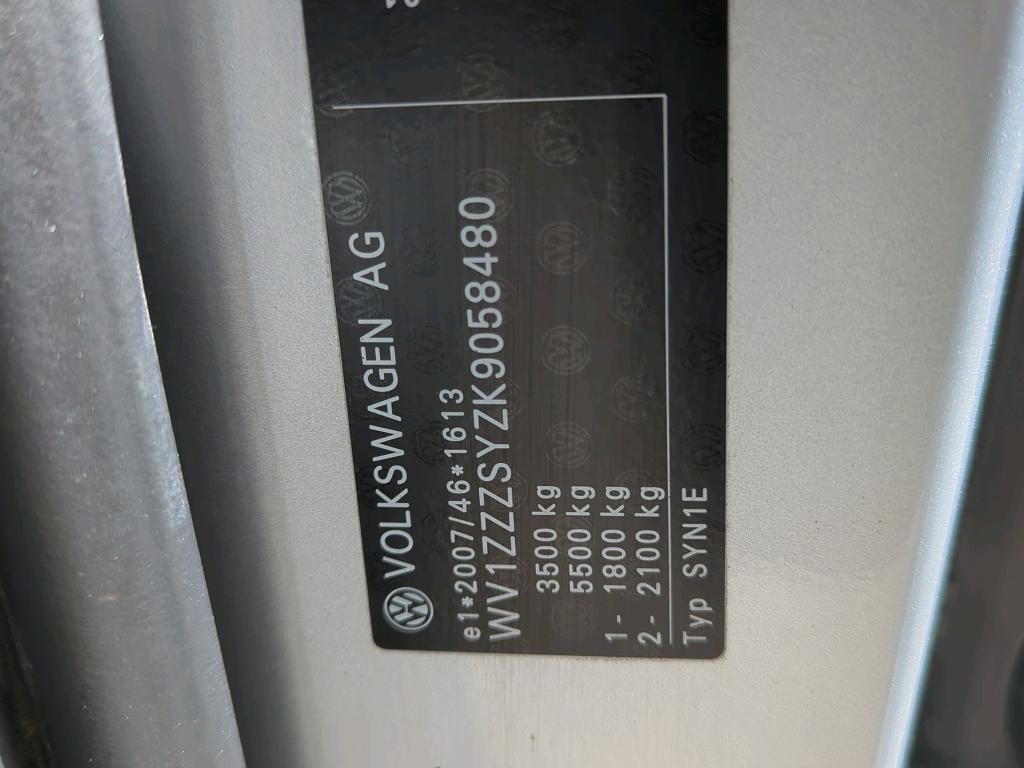 VOLKSWAGEN AG
e1*2007/46*1613
WV1ZZZSYZK9058480
3500 kg
5500 kg
1- 1800 kg
2- 2100 kg
Typ SYN1E